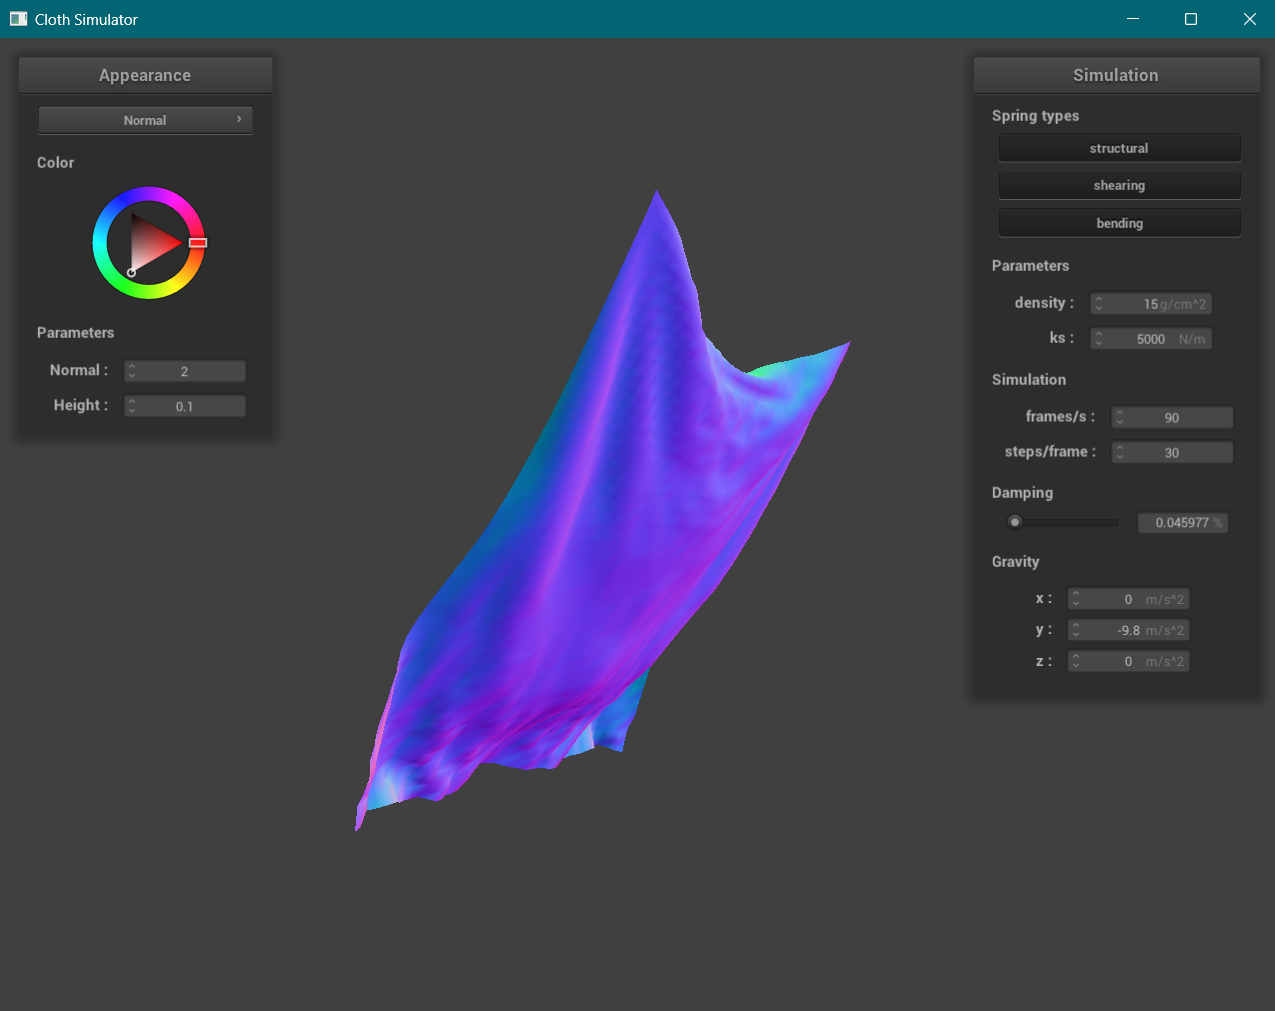 Cloth Simulator
Appearance
Normal
Color
Parameters
Normal : 2
Height : 0.1
Simulation
Spring types
structural
shearing
bending
Parameters
density : 15 g/cm^2
ks : 5000 N/m
Simulation
frames/s : 90
steps/frame : 30
Damping
0.045977 %
Gravity
x : 0 m/s^2
y : -9.8 m/s^2
z : 0 m/s^2